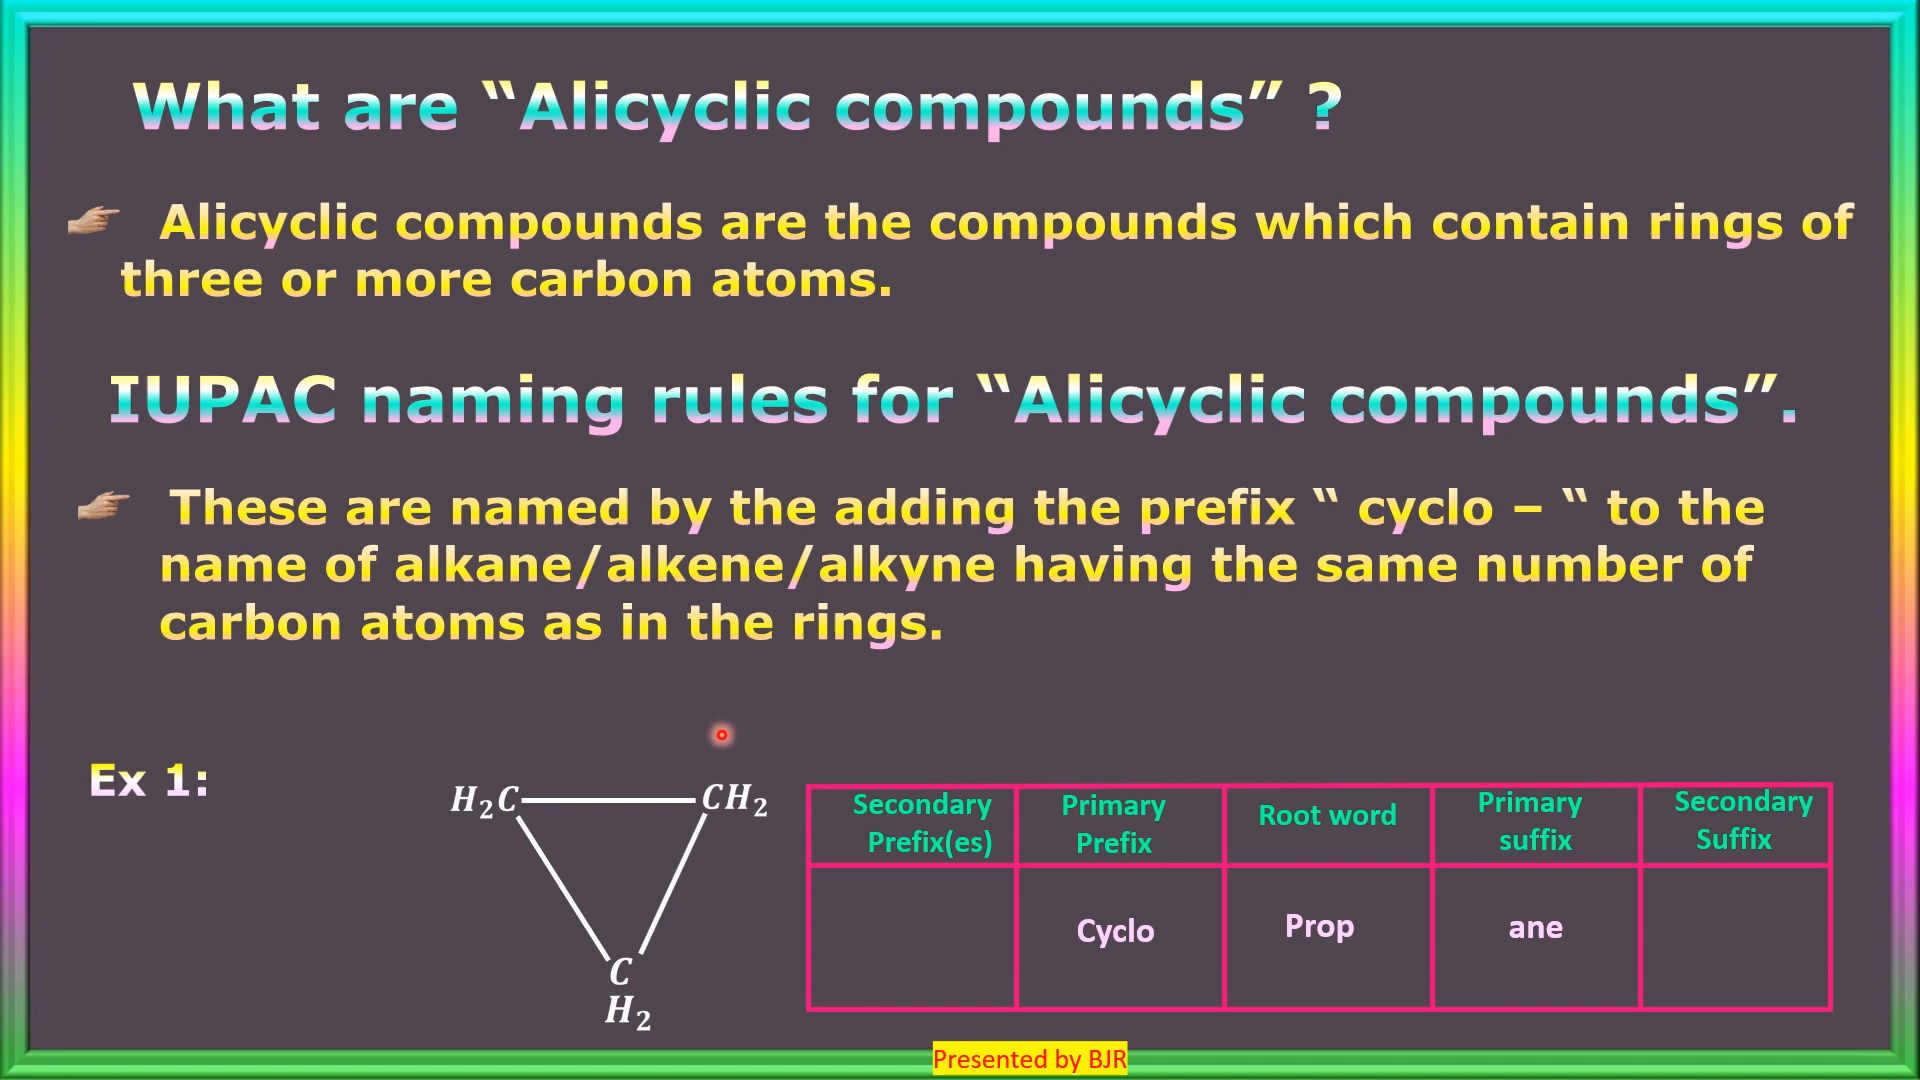 What are “Alicyclic compounds” ?
Alicyclic compounds are the compounds which contain rings of
three or more carbon atoms.
IUPAC naming rules for “Alicyclic compounds”.
These are named by the adding the prefix “ cyclo – “ to the
name of alkane/alkene/alkyne having the same number of
carbon atoms as in the rings.
Ex 1:
H₂C CH₂
C
H₂
Secondary Prefix(es) Primary Prefix Root word Primary suffix Secondary Suffix
Cyclo Prop ane
Presented by BJR